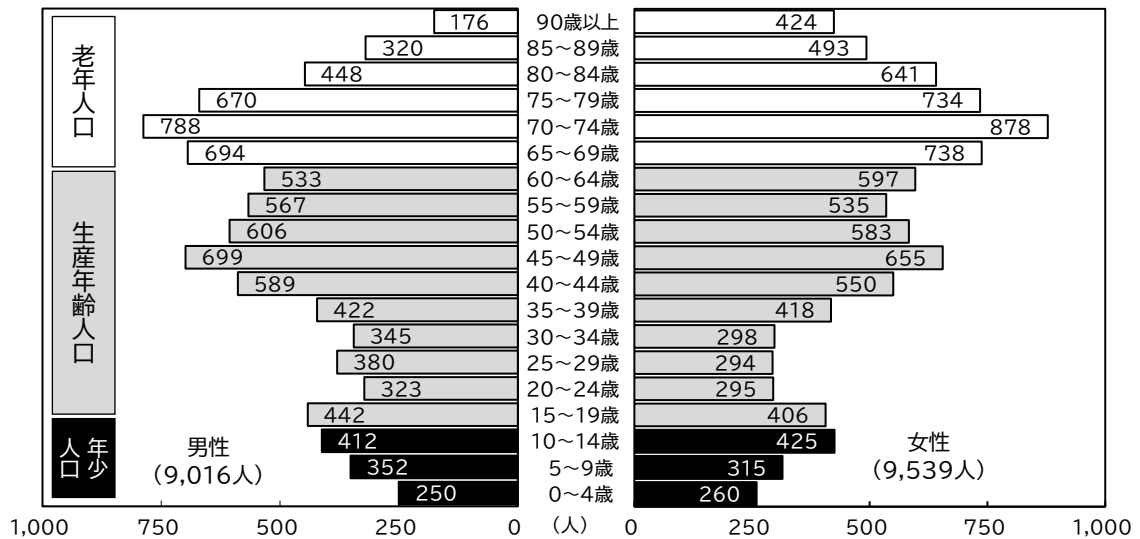 老年人口
生産年齢人口
年少人口
176 90歳以上 424
320 85～89歳 493
448 80～84歳 641
670 75～79歳 734
788 70～74歳 878
694 65～69歳 738
533 60～64歳 597
567 55～59歳 535
606 50～54歳 583
699 45～49歳 655
589 40～44歳 550
422 35～39歳 418
345 30～34歳 298
380 25～29歳 294
323 20～24歳 295
442 15～19歳 406
412 10～14歳 425
352 5～9歳 315
250 0～4歳 260
男性
（9,016人）
女性
（9,539人）
1,000 750 500 250 0 （人） 0 250 500 750 1,000